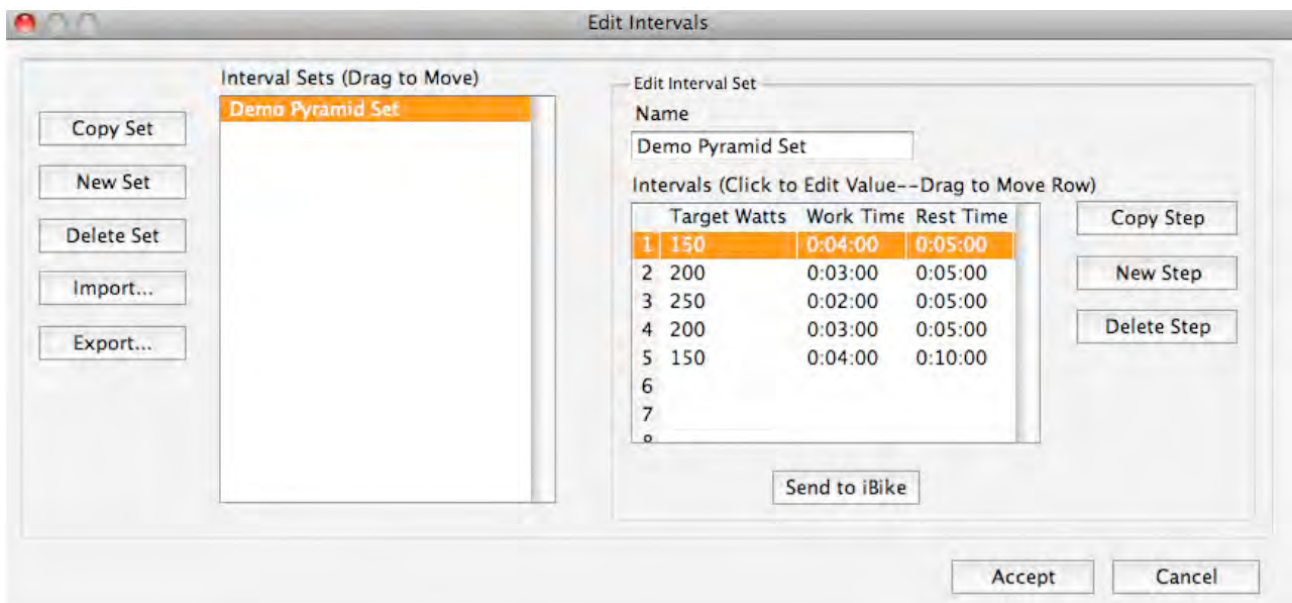 Edit Intervals
Interval Sets (Drag to Move)
Demo Pyramid Set
Copy Set
New Set
Delete Set
Import...
Export...
Edit Interval Set
Name
Demo Pyramid Set
Intervals (Click to Edit Value--Drag to Move Row)
Target Watts Work Time Rest Time
1 150 0:04:00 0:05:00
2 200 0:03:00 0:05:00
3 250 0:02:00 0:05:00
4 200 0:03:00 0:05:00
5 150 0:04:00 0:10:00
6
7
Copy Step
New Step
Delete Step
Send to iBike
Accept
Cancel